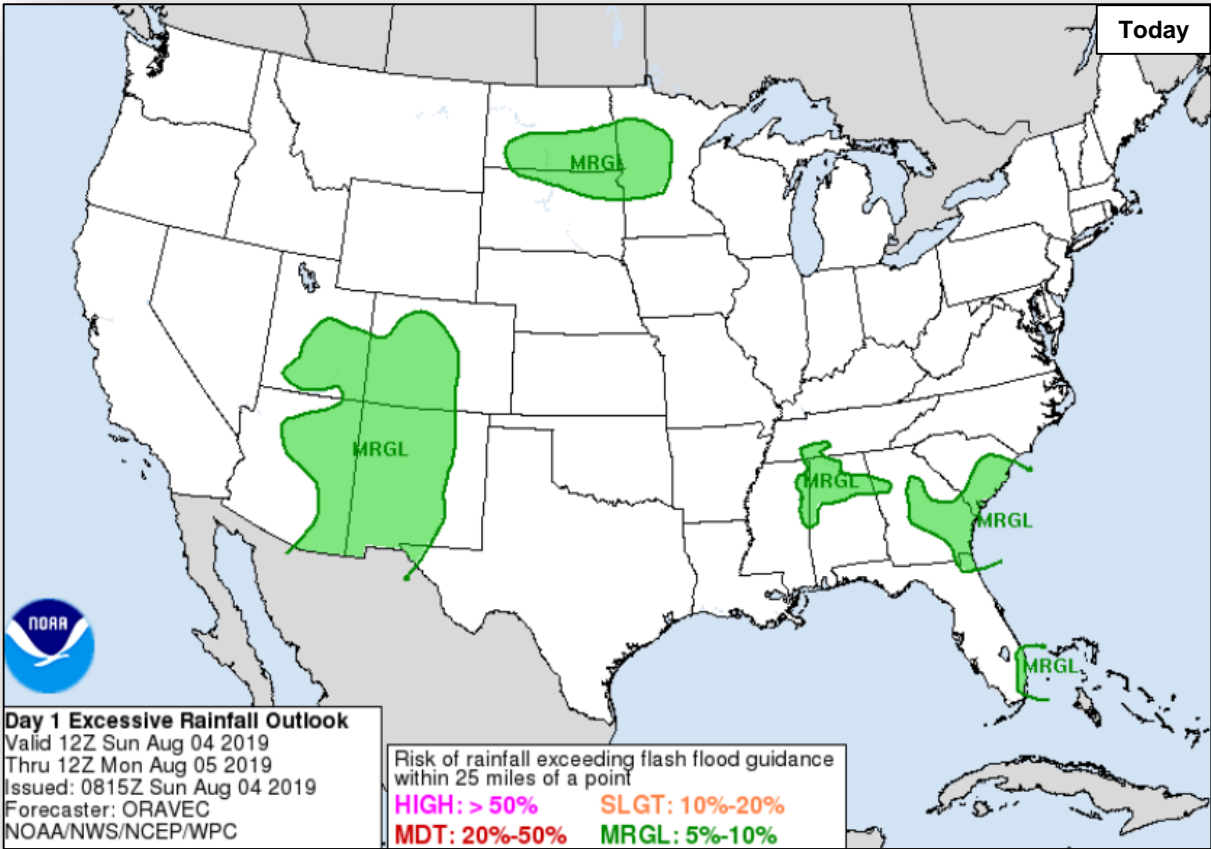 Today
MRGL
MRGL
MRGL
MRGL
MRGL
NOAA
Day 1 Excessive Rainfall Outlook
Valid 12Z Sun Aug 04 2019
Thru 12Z Mon Aug 05 2019
Issued: 0815Z Sun Aug 04 2019
Forecaster: ORAVEC
NOAA/NWS/NCEP/WPC
Risk of rainfall exceeding flash flood guidance
within 25 miles of a point
HIGH: > 50% SLGT: 10%-20%
MDT: 20%-50% MRGL: 5%-10%